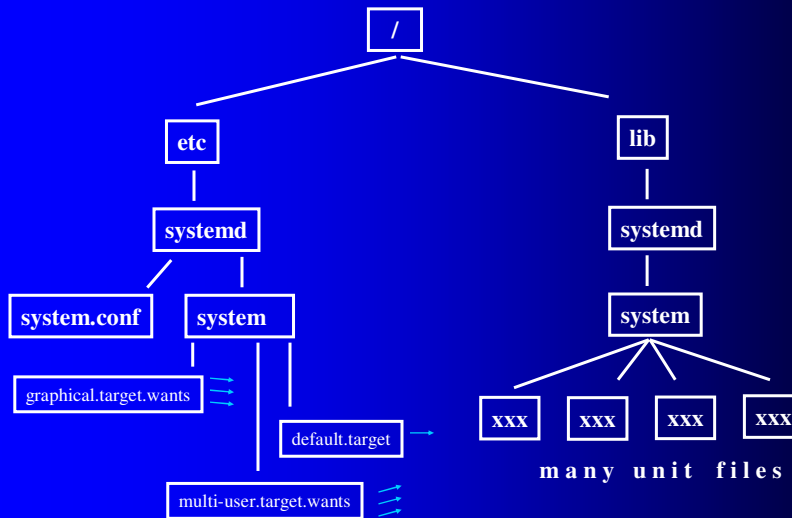 /
etc
lib
systemd
systemd
system.conf
system
system
graphical.target.wants
xxx
xxx
xxx
xxx
default.target
many unit files
multi-user.target.wants